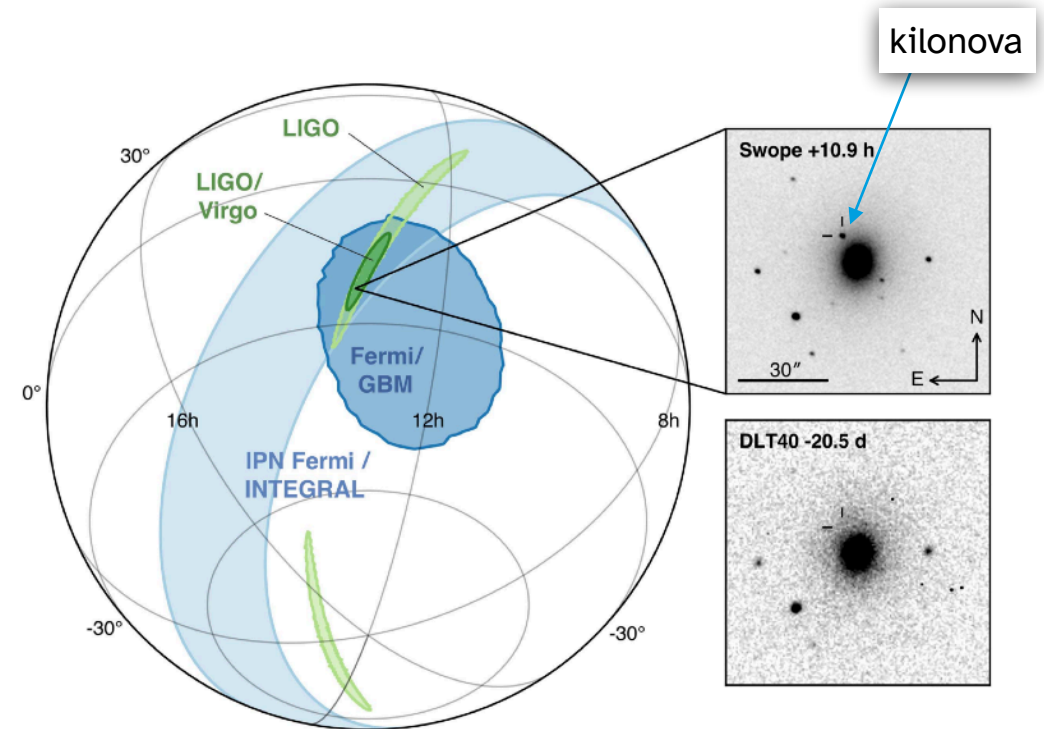 kilonova
LIGO
30°
LIGO/
Virgo
Swope +10.9 h
N
30″
E
Fermi/
GBM
0°
16h
12h
8h
DLT40 -20.5 d
IPN Fermi /
INTEGRAL
-30°
-30°